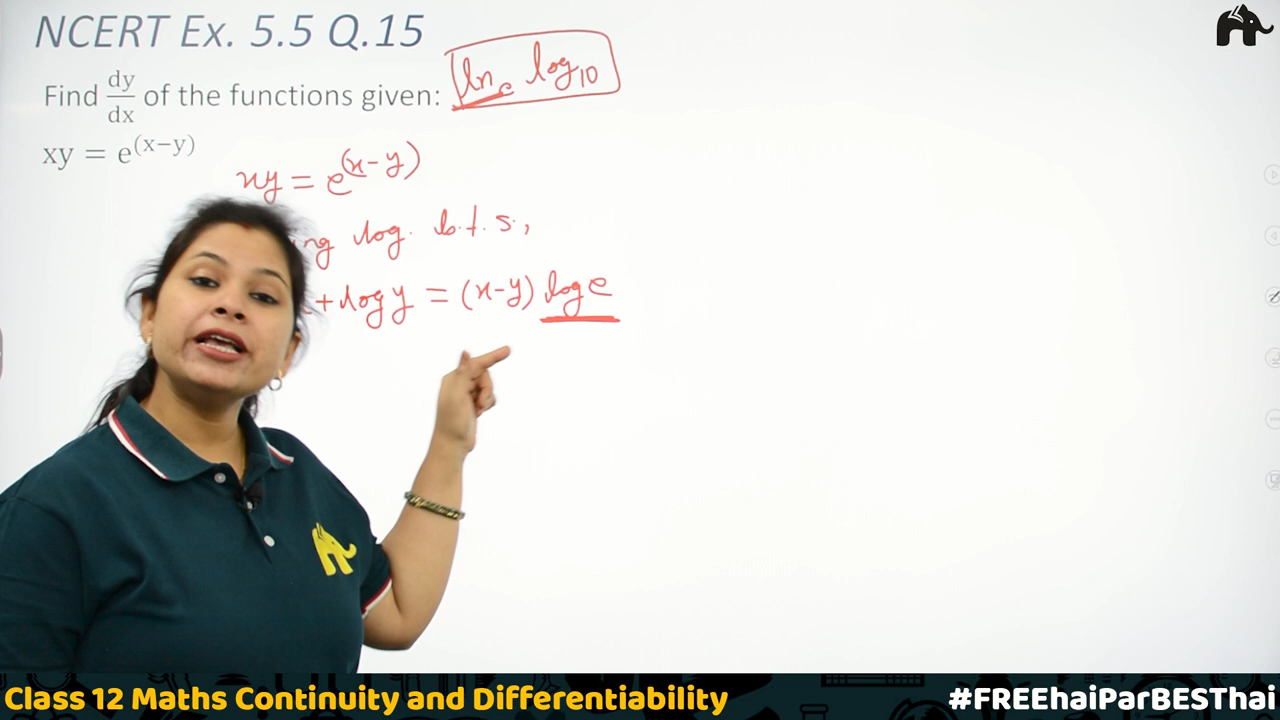 NCERT Ex. 5.5 Q.15
Find dy/dx of the functions given:
ln_e log_10
xy = e^(x−y)
xy = e^(x-y)
ng log. b.t.s.,
+ log y = (x-y) log e
Class 12 Maths Continuity and Differentiability
#FREEhaiParBESThai